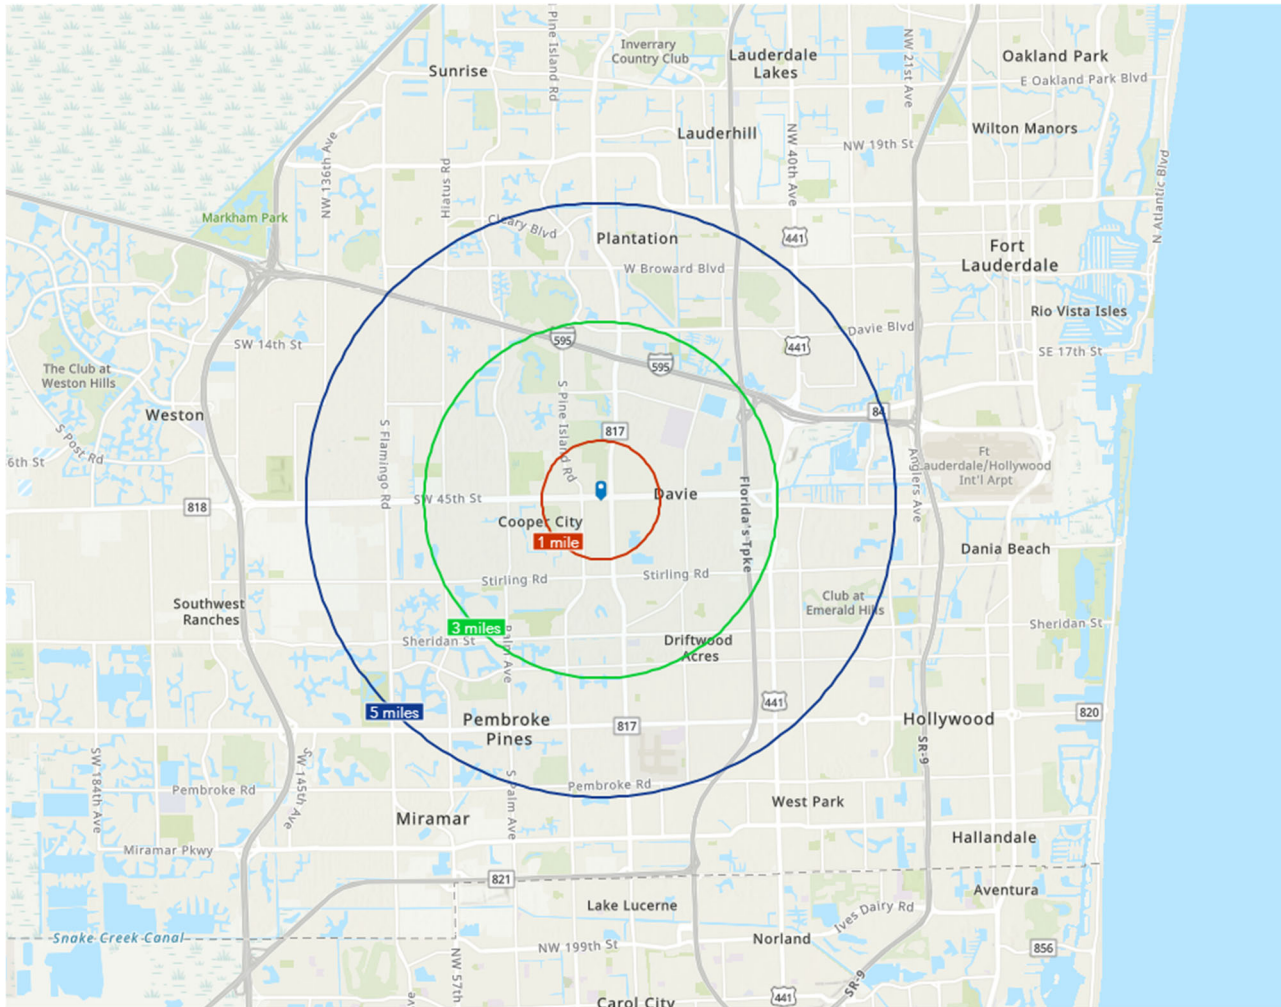 S Pine Island Rd
Inverrary
Country Club
Lauderdale
Lakes
NW 21st Ave
Oakland Park
E Oakland Park Blvd
Sunrise
Lauderhill
NW 40th Ave
NW 19th St
Wilton Manors
NW 136th Ave
Hiatus Rd
N Atlantic Blvd
Markham Park
Cleary Blvd
Plantation
441
Fort
Lauderdale
W Broward Blvd
Rio Vista Isles
Davie Blvd
SW 14th St
595
441
SE 17th St
595
The Club at
Weston Hills
Weston
S Pine Island Rd
84
S Post Rd
S Flamingo Rd
817
6th St
Ft
Lauderdale/Hollywood
Int'l Arpt
Anglers Ave
818
SW 45th St
Davie
Florida's Tpke
Cooper City
1 mile
Dania Beach
Stirling Rd
Stirling Rd
Southwest
Ranches
Club at
Emerald Hills
3 miles
Sheridan St
Sheridan St
Palm Ave
Driftwood
Acres
5 miles
441
Pembroke
Pines
817
Hollywood
820
SR-9
SW 184th Ave
SW 145th Ave
Pembroke Rd
S Palm Ave
Pembroke Rd
West Park
Miramar
Miramar Pkwy
Hallandale
821
Aventura
Lake Lucerne
Ives Dairy Rd
Snake Creek Canal
NW 199th St
Norland
856
NW 57th
SR-9
441
Carol City